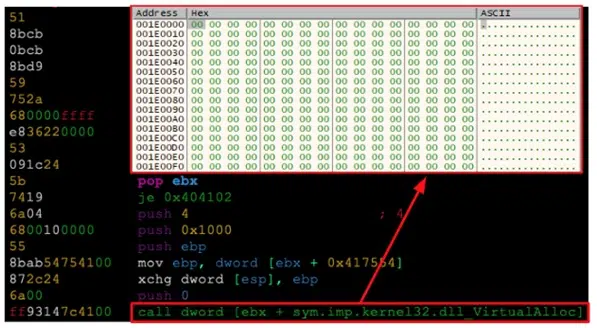 51
8bcb
0bcb
8bd9
59
752a
680000ffff
e836220000
53
091c24
5b pop ebx
7419 je 0x404102
6a04 push 4 ; 4
6800100000 push 0x1000
55 push ebp
8bab54754100 mov ebp, dword [ebx + 0x417554]
872c24 xchg dword [esp], ebp
6a00 push 0
ff93147c4100 call dword [ebx + sym.imp.kernel32.dll_VirtualAlloc]
Address Hex ASCII
001E0000 00 00 00 00 00 00 00 00 00 00 00 00 00 00 00 00 ................
001E0010 00 00 00 00 00 00 00 00 00 00 00 00 00 00 00 00 ................
001E0020 00 00 00 00 00 00 00 00 00 00 00 00 00 00 00 00 ................
001E0030 00 00 00 00 00 00 00 00 00 00 00 00 00 00 00 00 ................
001E0040 00 00 00 00 00 00 00 00 00 00 00 00 00 00 00 00 ................
001E0050 00 00 00 00 00 00 00 00 00 00 00 00 00 00 00 00 ................
001E0060 00 00 00 00 00 00 00 00 00 00 00 00 00 00 00 00 ................
001E0070 00 00 00 00 00 00 00 00 00 00 00 00 00 00 00 00 ................
001E0080 00 00 00 00 00 00 00 00 00 00 00 00 00 00 00 00 ................
001E0090 00 00 00 00 00 00 00 00 00 00 00 00 00 00 00 00 ................
001E00A0 00 00 00 00 00 00 00 00 00 00 00 00 00 00 00 00 ................
001E00B0 00 00 00 00 00 00 00 00 00 00 00 00 00 00 00 00 ................
001E00C0 00 00 00 00 00 00 00 00 00 00 00 00 00 00 00 00 ................
001E00D0 00 00 00 00 00 00 00 00 00 00 00 00 00 00 00 00 ................
001E00E0 00 00 00 00 00 00 00 00 00 00 00 00 00 00 00 00 ................
001E00F0 00 00 00 00 00 00 00 00 00 00 00 00 00 00 00 00 ................